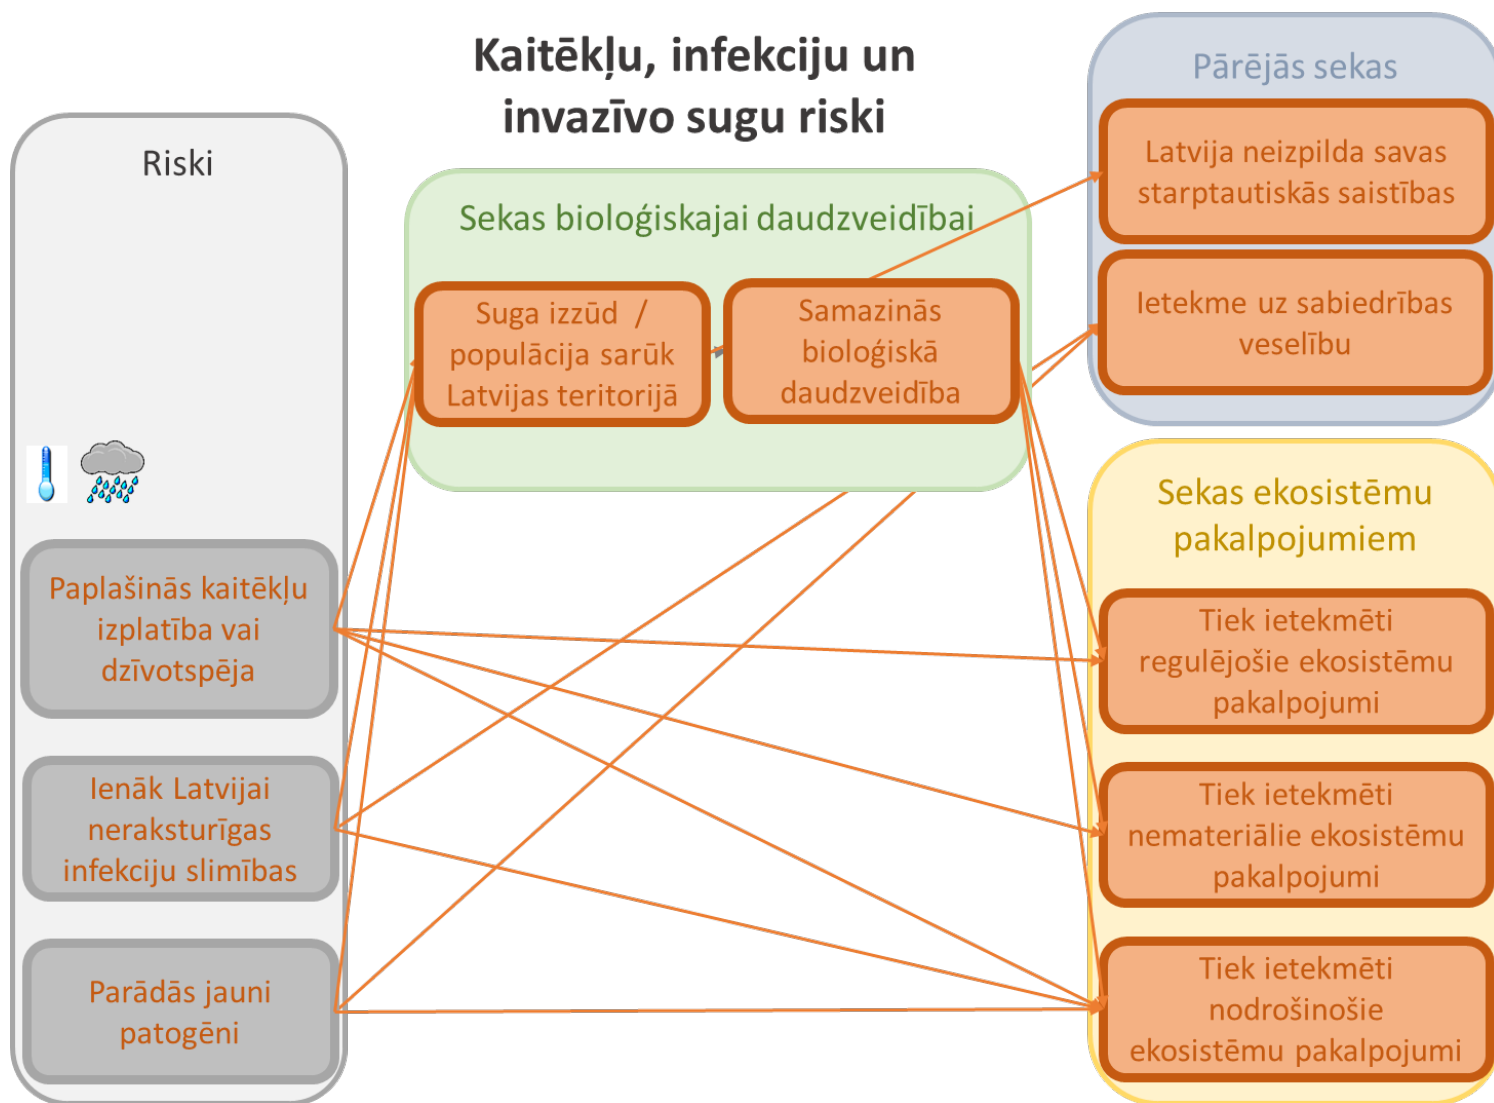 Kaitēkļu, infekciju un
invazīvo sugu riski
Riski
Paplašinās kaitēkļu
izplatība vai
dzīvotspēja
Ienāk Latvijai
neraksturīgas
infekciju slimības
Parādās jauni
patogēni
Sekas bioloģiskajai daudzveidībai
Suga izzūd /
populācija sarūk
Latvijas teritorijā
Samazinās
bioloģiskā
daudzveidība
Pārējās sekas
Latvija neizpilda savas
starptautiskās saistības
Ietekme uz sabiedrības
veselību
Sekas ekosistēmu
pakalpojumiem
Tiek ietekmēti
regulējošie ekosistēmu
pakalpojumi
Tiek ietekmēti
nemateriālie ekosistēmu
pakalpojumi
Tiek ietekmēti
nodrošinošie
ekosistēmu pakalpojumi